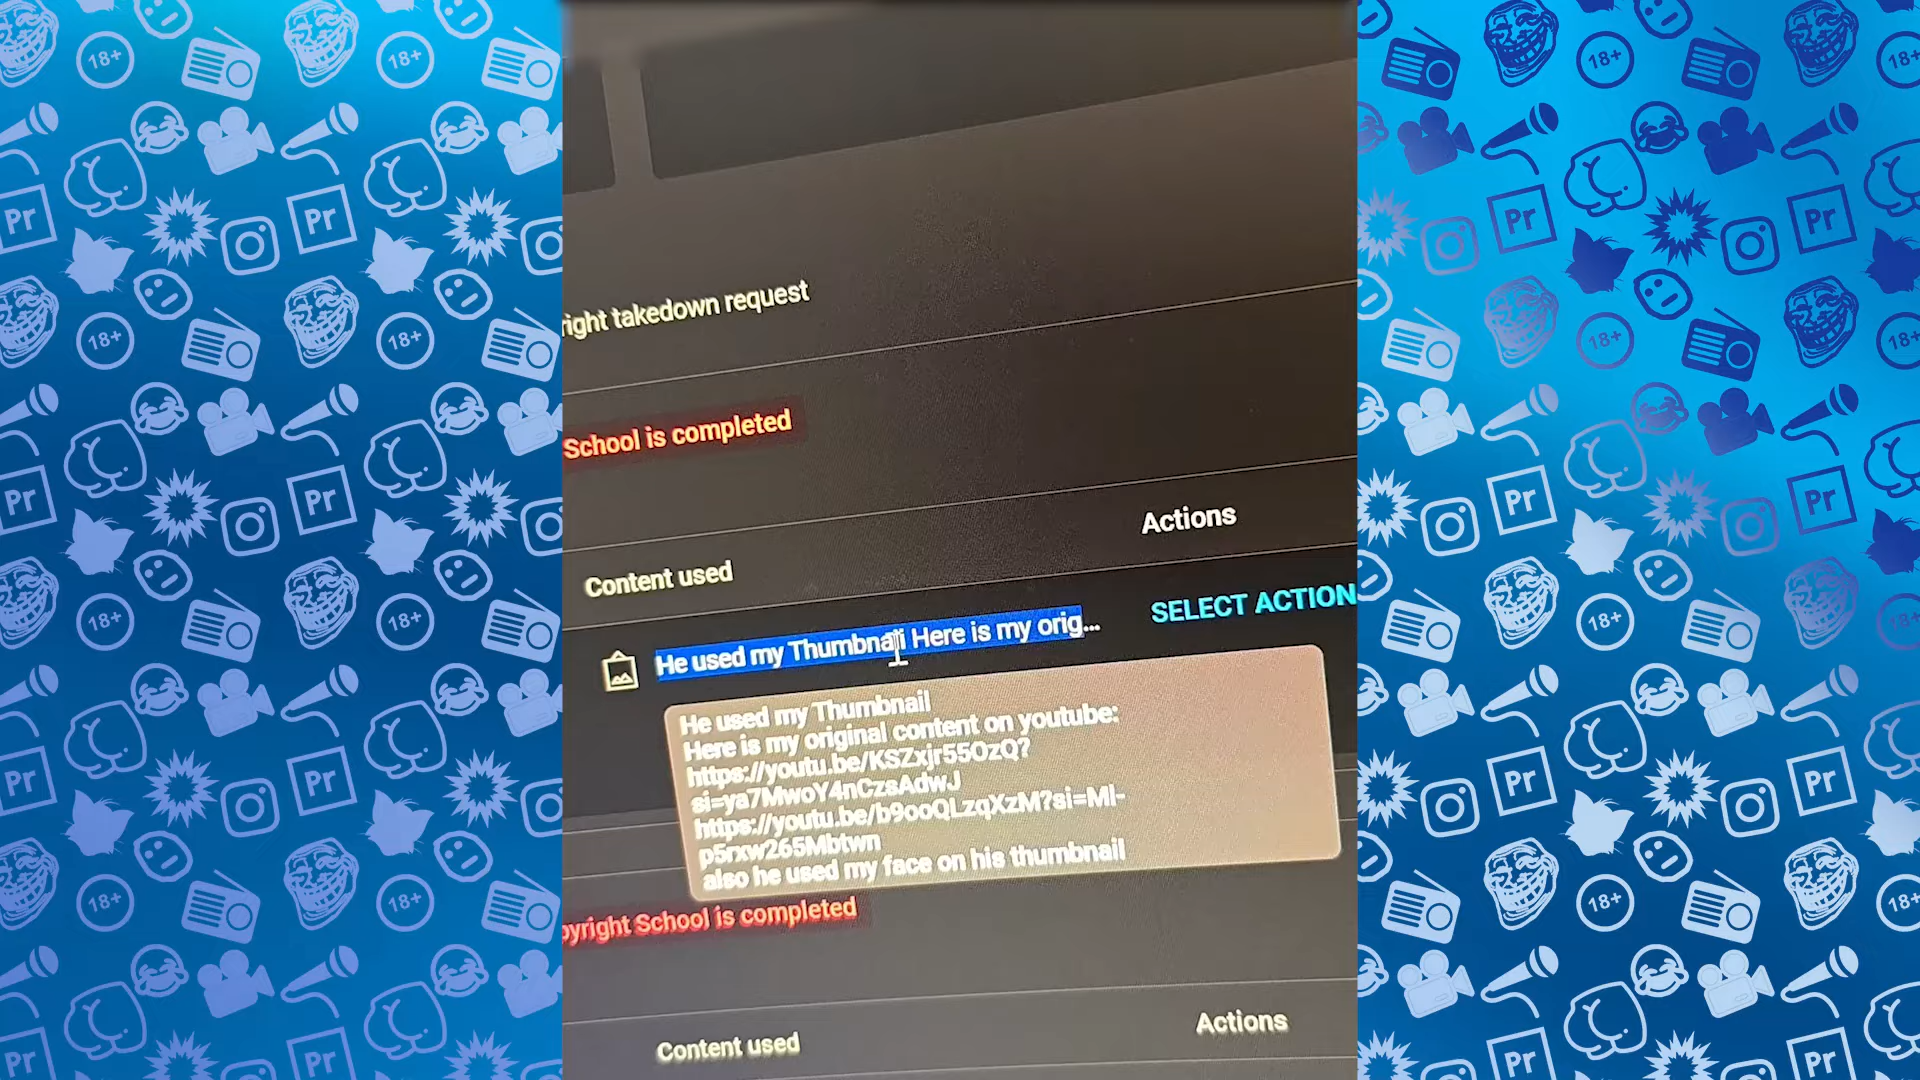 right takedown request
School is completed
Actions
Content used
SELECT ACTION
He used my Thumbnail Here is my orig...
He used my Thumbnail
Here is my original content on youtube:
https://youtu.be/KSZxjr55OzQ?
si=ya7MwoY4nCzsAdwJ
https://youtu.be/b9ooQLzqXzM?si=Ml-
p5rxw265Mbtwn
also he used my face on his thumbnail
pyright School is completed
Actions
Content used
18+
Pr